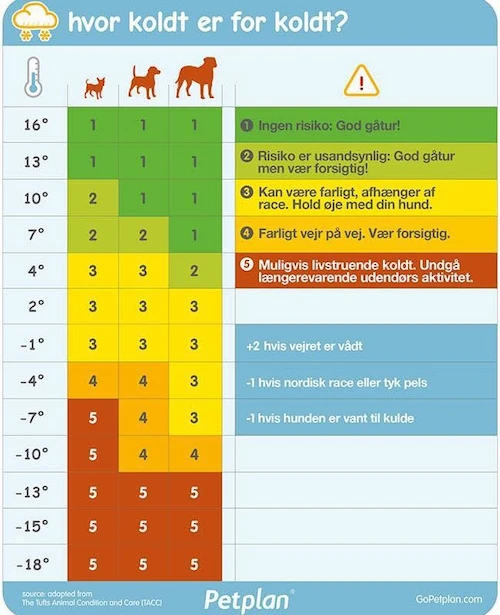 hvor koldt er for koldt?
16° 1 1 1 1 Ingen risiko: God gåtur!
13° 1 1 1 2 Risiko er usandsynlig: God gåtur
men vær forsigtig!
10° 2 1 1 3 Kan være farligt, afhænger af
race. Hold øje med din hund.
7° 2 2 1 4 Farligt vejr på vej. Vær forsigtig.
4° 3 3 2 5 Muligvis livstruende koldt. Undgå
længerevarende udendørs aktivitet.
2° 3 3 3
-1° 3 3 3 +2 hvis vejret er vådt
-4° 4 4 3 -1 hvis nordisk race eller tyk pels
-7° 5 4 3 -1 hvis hunden er vant til kulde
-10° 5 4 4
-13° 5 5 5
-15° 5 5 5
-18° 5 5 5
source: adapted from
The Tufts Animal Condition and Care (TACC)
Petplan®
GoPetplan.com